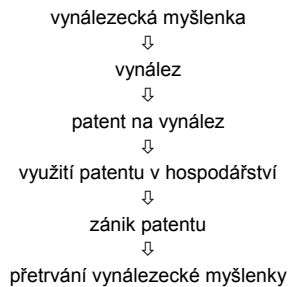 vynálezecká myšlenka
⇩
vynález
⇩
patent na vynález
⇩
využití patentu v hospodářství
⇩
zánik patentu
⇩
přetrvání vynálezecké myšlenky